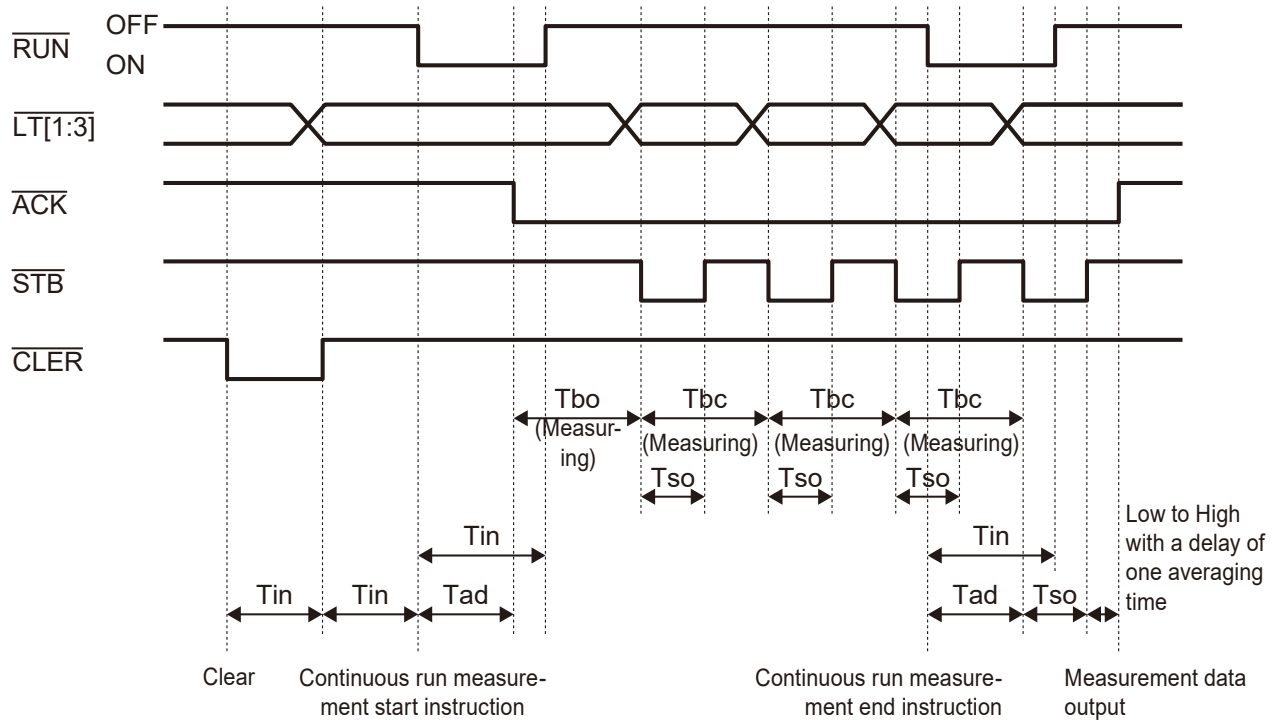 OFF
RUN
ON
LT[1:3]
ACK
STB
CLER
Tbo Tbc Tbc Tbc
(Measur-
ing)
(Measuring) (Measuring) (Measuring)
Tso Tso Tso
Low to High
with a delay of
one averaging
time
Tin Tin
Tin Tin Tad Tad Tso
Clear
Continuous run measure-
ment start instruction
Continuous run measure-
ment end instruction
Measurement data
output